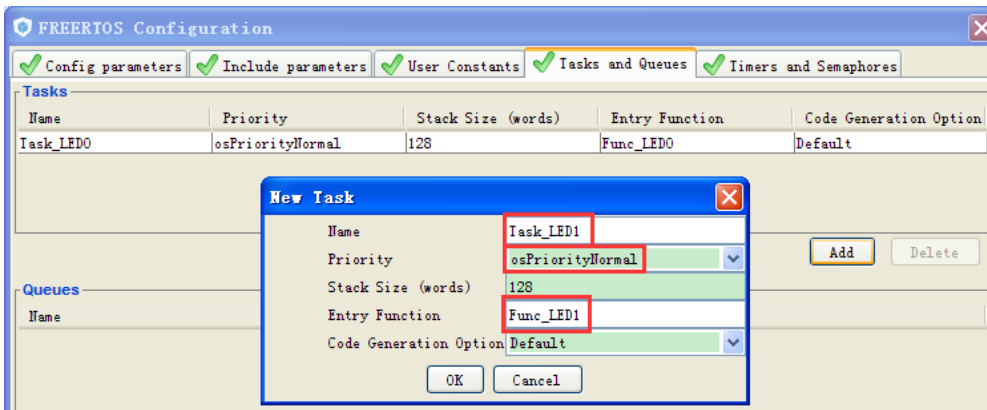 FREERTOS Configuration
Config parameters Include parameters User Constants Tasks and Queues Timers and Semaphores
Tasks
Name Priority Stack Size (words) Entry Function Code Generation Option
Task_LED0 osPriorityNormal 128 Func_LED0 Default
New Task
Name Task_LED1
Priority osPriorityNormal
Stack Size (words) 128
Entry Function Func_LED1
Code Generation Option Default
OK Cancel
Add Delete
Queues
Name